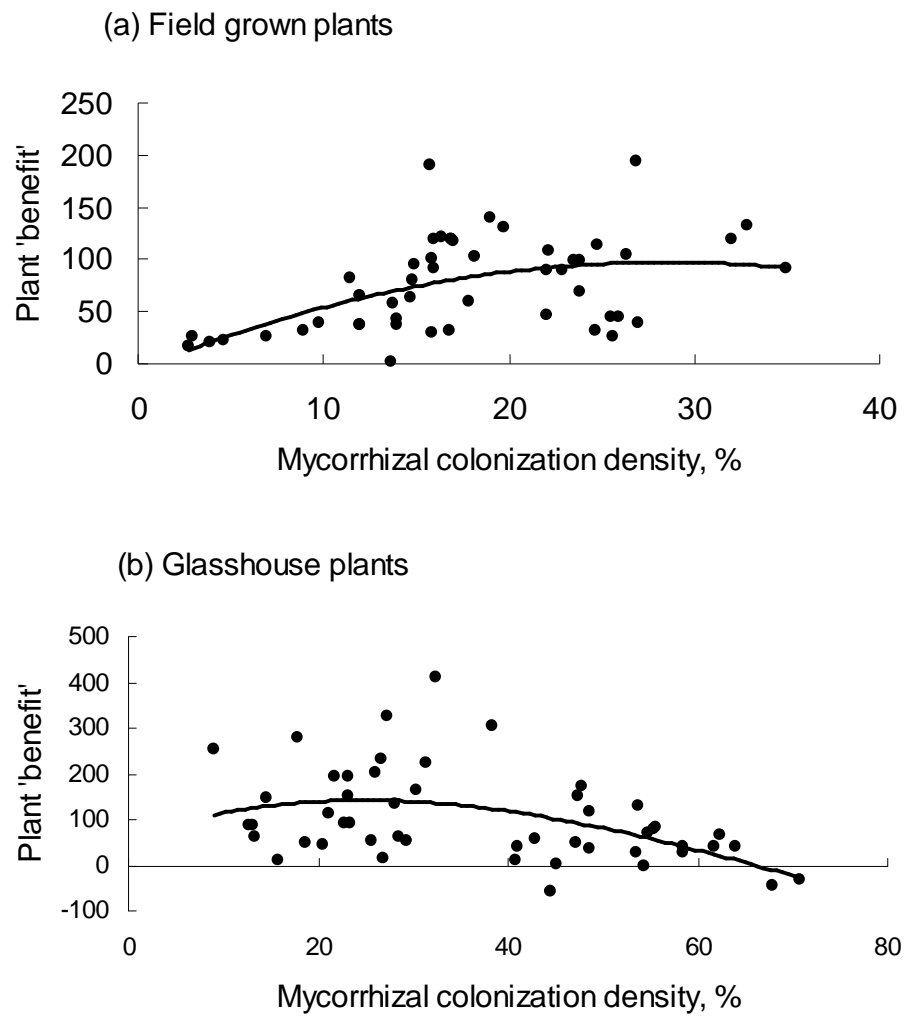 (a) Field grown plants
Plant 'benefit'
250
200
150
100
50
0
0 10 20 30 40
Mycorrhizal colonization density, %
(b) Glasshouse plants
Plant 'benefit'
500
400
300
200
100
0
-100
0 20 40 60 80
Mycorrhizal colonization density, %